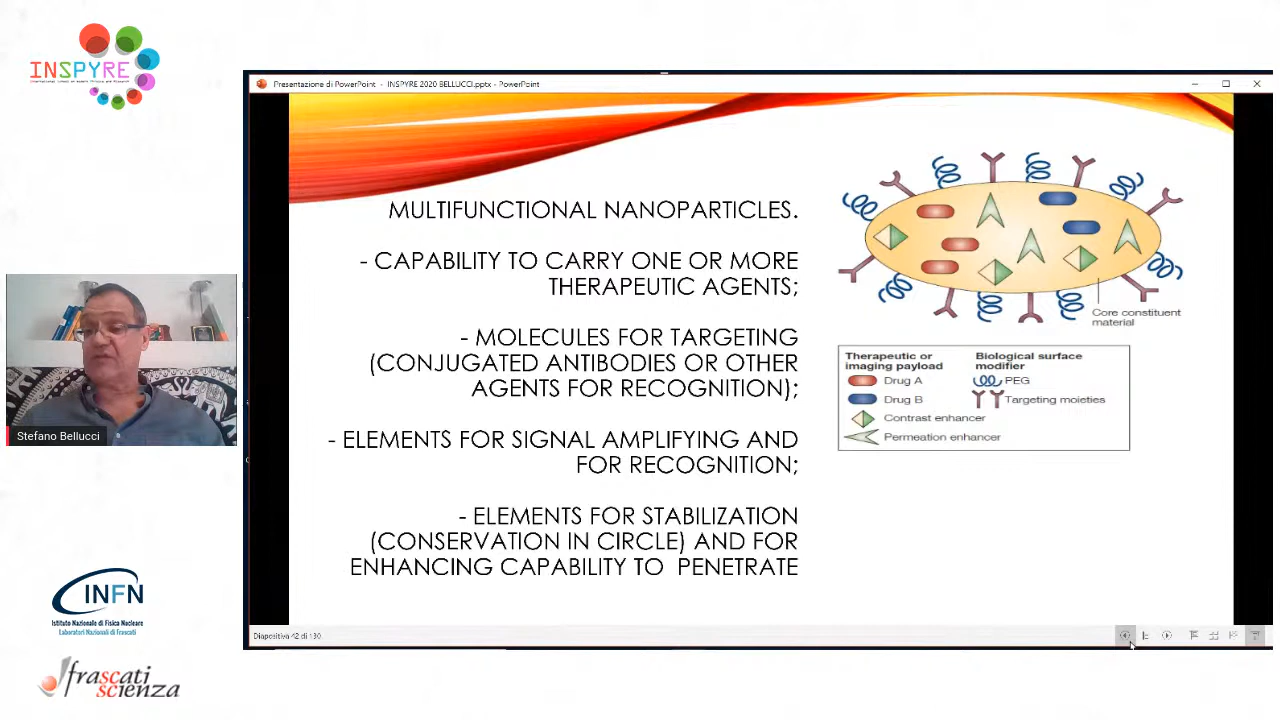 INSPYRE
Presentazione di PowerPoint - INSPYRE 2020 BELLUCCI.pptx - PowerPoint
MULTIFUNCTIONAL NANOPARTICLES.
- CAPABILITY TO CARRY ONE OR MORE
THERAPEUTIC AGENTS;
- MOLECULES FOR TARGETING
(CONJUGATED ANTIBODIES OR OTHER
AGENTS FOR RECOGNITION);
- ELEMENTS FOR SIGNAL AMPLIFYING AND
FOR RECOGNITION;
- ELEMENTS FOR STABILIZATION
(CONSERVATION IN CIRCLE) AND FOR
ENHANCING CAPABILITY TO PENETRATE
Core constituent
material
Therapeutic or
imaging payload
Drug A
Drug B
Contrast enhancer
Permeation enhancer
Biological surface
modifier
PEG
Targeting moieties
Diapositiva 42 di 130
Stefano Bellucci
INFN
Istituto Nazionale di Fisica Nucleare
Laboratori Nazionali di Frascati
frascati
scienza